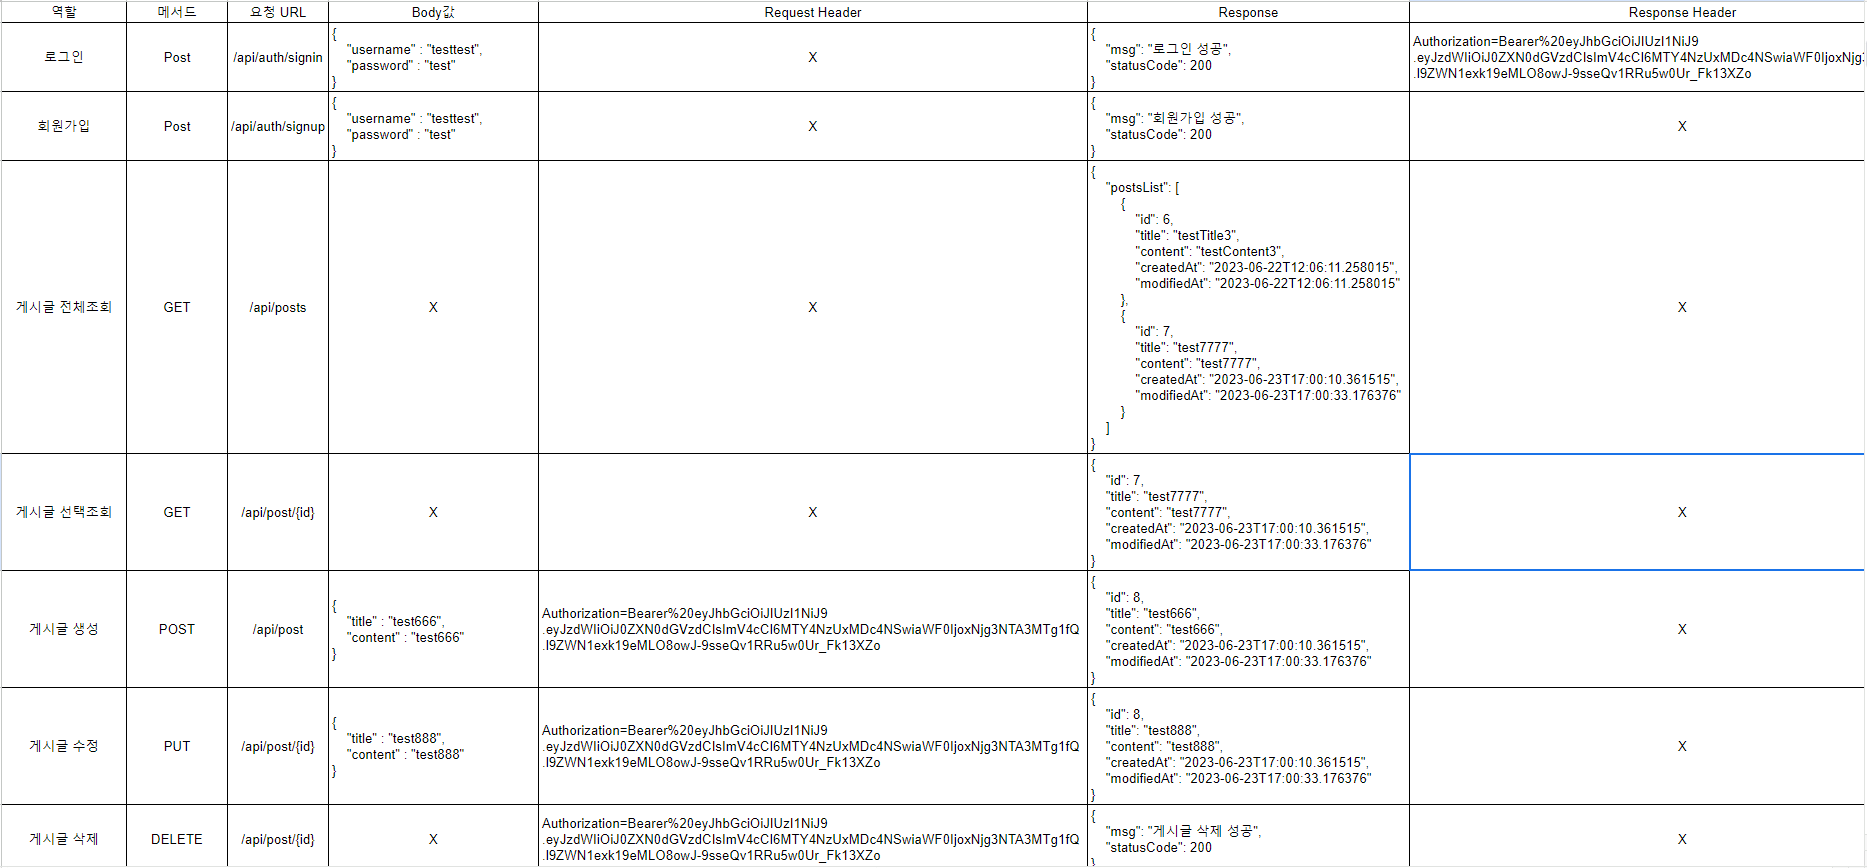 역할 메서드 요청 URL Body값 Request Header Response Response Header
로그인 Post /api/auth/signin
{
"username" : "testtest",
"password" : "test"
}
X
{
"msg": "로그인 성공",
"statusCode": 200
}
Authorization=Bearer%20eyJhbGciOiJIUzI1NiJ9
.eyJzdWIiOiJ0ZXN0dGVzdCIsImV4cCI6MTY4NzUxMDc4NSwiaWF0IjoxNjg
.I9ZWN1exk19eMLO8owJ-9sseQv1RRu5w0Ur_Fk13XZo
회원가입 Post /api/auth/signup
{
"username" : "testtest",
"password" : "test"
}
X
{
"msg": "회원가입 성공",
"statusCode": 200
}
X
게시글 전체조회 GET /api/posts X X
{
"postsList": [
{
"id": 6,
"title": "testTitle3",
"content": "testContent3",
"createdAt": "2023-06-22T12:06:11.258015",
"modifiedAt": "2023-06-22T12:06:11.258015"
},
{
"id": 7,
"title": "test7777",
"content": "test7777",
"createdAt": "2023-06-23T17:00:10.361515",
"modifiedAt": "2023-06-23T17:00:33.176376"
}
]
}
X
게시글 선택조회 GET /api/post/{id} X X
{
"id": 7,
"title": "test7777",
"content": "test7777",
"createdAt": "2023-06-23T17:00:10.361515",
"modifiedAt": "2023-06-23T17:00:33.176376"
}
X
게시글 생성 POST /api/post
{
"title" : "test666",
"content" : "test666"
}
Authorization=Bearer%20eyJhbGciOiJIUzI1NiJ9
.eyJzdWIiOiJ0ZXN0dGVzdCIsImV4cCI6MTY4NzUxMDc4NSwiaWF0IjoxNjg3NTA3MTg1fQ
.I9ZWN1exk19eMLO8owJ-9sseQv1RRu5w0Ur_Fk13XZo
{
"id": 8,
"title": "test666",
"content": "test666",
"createdAt": "2023-06-23T17:00:10.361515",
"modifiedAt": "2023-06-23T17:00:33.176376"
}
X
게시글 수정 PUT /api/post/{id}
{
"title" : "test888",
"content" : "test888"
}
Authorization=Bearer%20eyJhbGciOiJIUzI1NiJ9
.eyJzdWIiOiJ0ZXN0dGVzdCIsImV4cCI6MTY4NzUxMDc4NSwiaWF0IjoxNjg3NTA3MTg1fQ
.I9ZWN1exk19eMLO8owJ-9sseQv1RRu5w0Ur_Fk13XZo
{
"id": 8,
"title": "test888",
"content": "test888",
"createdAt": "2023-06-23T17:00:10.361515",
"modifiedAt": "2023-06-23T17:00:33.176376"
}
X
게시글 삭제 DELETE /api/post/{id} X
Authorization=Bearer%20eyJhbGciOiJIUzI1NiJ9
.eyJzdWIiOiJ0ZXN0dGVzdCIsImV4cCI6MTY4NzUxMDc4NSwiaWF0IjoxNjg3NTA3MTg1fQ
.I9ZWN1exk19eMLO8owJ-9sseQv1RRu5w0Ur_Fk13XZo
{
"msg": "게시글 삭제 성공",
"statusCode": 200
}
X